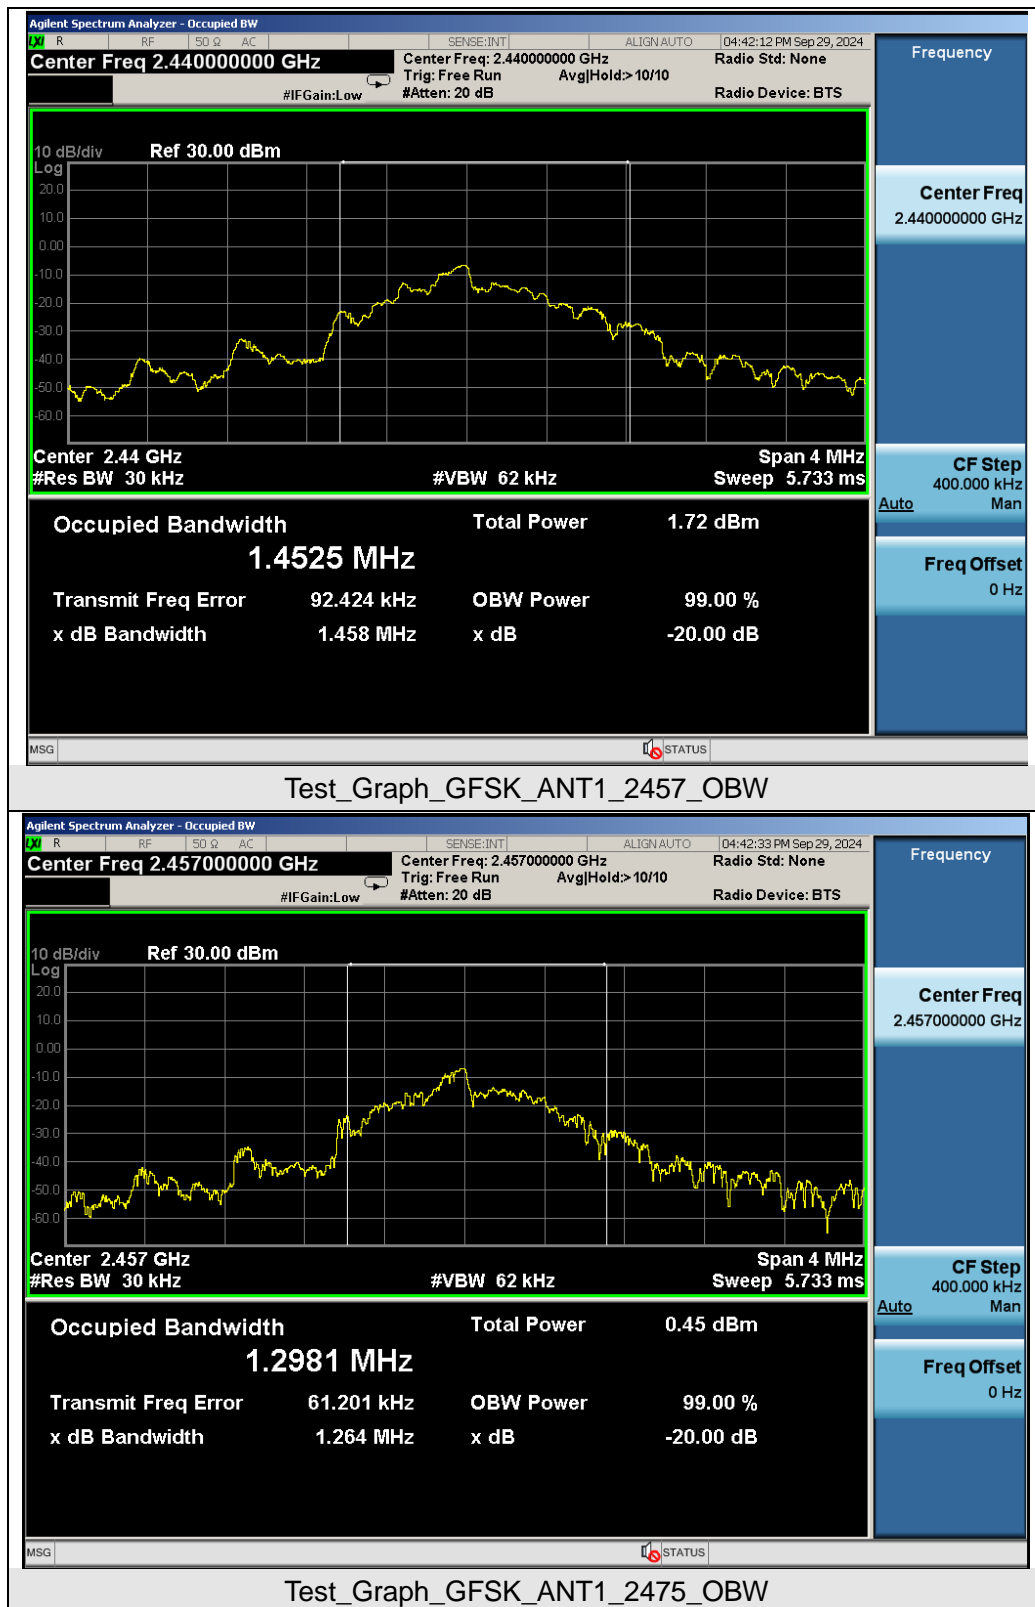 Agilent Spectrum Analyzer - Occupied BW
LXI R RF 50 Ω AC SENSE:INT ALIGN AUTO 04:42:12 PM Sep 29, 2024
Center Freq 2.440000000 GHz Center Freq: 2.440000000 GHz Radio Std: None Frequency
Trig: Free Run Avg|Hold:>10/10
#IFGain:Low #Atten: 20 dB Radio Device: BTS
10 dB/div Ref 30.00 dBm
Log
20.0
10.0
0.00
-10.0
-20.0
-30.0
-40.0
-50.0
-60.0
Center Freq
2.440000000 GHz
Center 2.44 GHz Span 4 MHz
#Res BW 30 kHz #VBW 62 kHz Sweep 5.733 ms
CF Step
400.000 kHz
Auto Man
Occupied Bandwidth Total Power 1.72 dBm
1.4525 MHz
Freq Offset
0 Hz
Transmit Freq Error 92.424 kHz OBW Power 99.00 %
x dB Bandwidth 1.458 MHz x dB -20.00 dB
MSG STATUS
Test_Graph_GFSK_ANT1_2457_OBW
Agilent Spectrum Analyzer - Occupied BW
LXI R RF 50 Ω AC SENSE:INT ALIGN AUTO 04:42:33 PM Sep 29, 2024
Center Freq 2.457000000 GHz Center Freq: 2.457000000 GHz Radio Std: None Frequency
Trig: Free Run Avg|Hold:>10/10
#IFGain:Low #Atten: 20 dB Radio Device: BTS
10 dB/div Ref 30.00 dBm
Log
20.0
10.0
0.00
-10.0
-20.0
-30.0
-40.0
-50.0
-60.0
Center Freq
2.457000000 GHz
Center 2.457 GHz Span 4 MHz
#Res BW 30 kHz #VBW 62 kHz Sweep 5.733 ms
CF Step
400.000 kHz
Auto Man
Occupied Bandwidth Total Power 0.45 dBm
1.2981 MHz
Freq Offset
0 Hz
Transmit Freq Error 61.201 kHz OBW Power 99.00 %
x dB Bandwidth 1.264 MHz x dB -20.00 dB
MSG STATUS
Test_Graph_GFSK_ANT1_2475_OBW